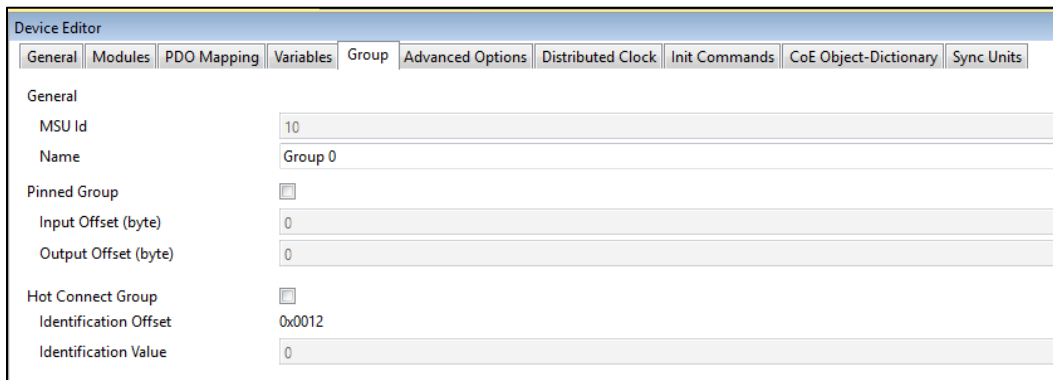 Device Editor
General Modules PDO Mapping Variables Group Advanced Options Distributed Clock Init Commands CoE Object-Dictionary Sync Units
General
MSU Id 10
Name Group 0
Pinned Group
Input Offset (byte) 0
Output Offset (byte) 0
Hot Connect Group
Identification Offset 0x0012
Identification Value 0